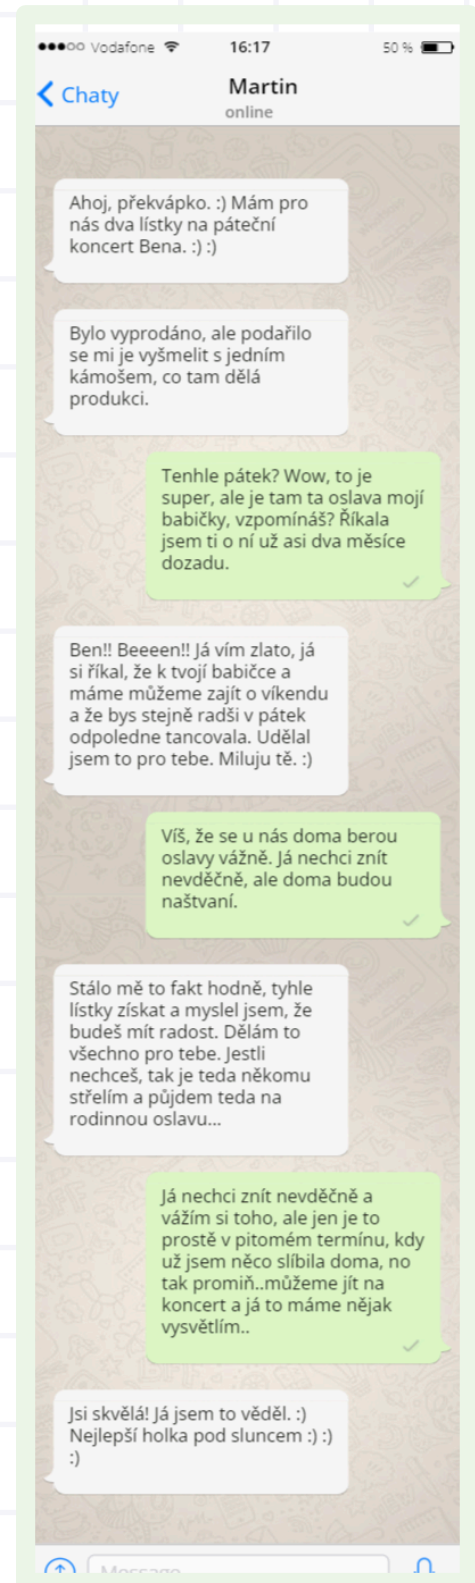 Vodafone 16:17 50 %
Chaty Martin
online
Ahoj, překvápko. :) Mám pro
nás dva lístky na páteční
koncert Bena. :) :)
Bylo vyprodáno, ale podařilo
se mi je vyšmelit s jedním
kámošem, co tam dělá
produkci.
Tenhle pátek? Wow, to je
super, ale je tam ta oslava mojí
babičky, vzpomínáš? Říkala
jsem ti o ní už asi dva měsíce
dozadu.
Ben!! Beeeen!! Já vím zlato, já
si říkal, že k tvojí babičce a
máme můžeme zajít o víkendu
a že bys stejně radši v pátek
odpoledne tancovala. Udělal
jsem to pro tebe. Miluju tě. :)
Víš, že se u nás doma berou
oslavy vážně. Já nechci znít
nevděčně, ale doma budou
naštvaní.
Stálo mě to fakt hodně, tyhle
lístky získat a myslel jsem, že
budeš mít radost. Dělám to
všechno pro tebe. Jestli
nechceš, tak je teda někomu
střelím a půjdem teda na
rodinnou oslavu...
Já nechci znít nevděčně a
vážím si toho, ale jen je to
prostě v pitomém termínu, kdy
už jsem něco slíbila doma, no
tak promiň..můžeme jít na
koncert a já to máme nějak
vysvětlím..
Jsi skvělá! Já jsem to věděl. :)
Nejlepší holka pod sluncem :) :)
:)
Message